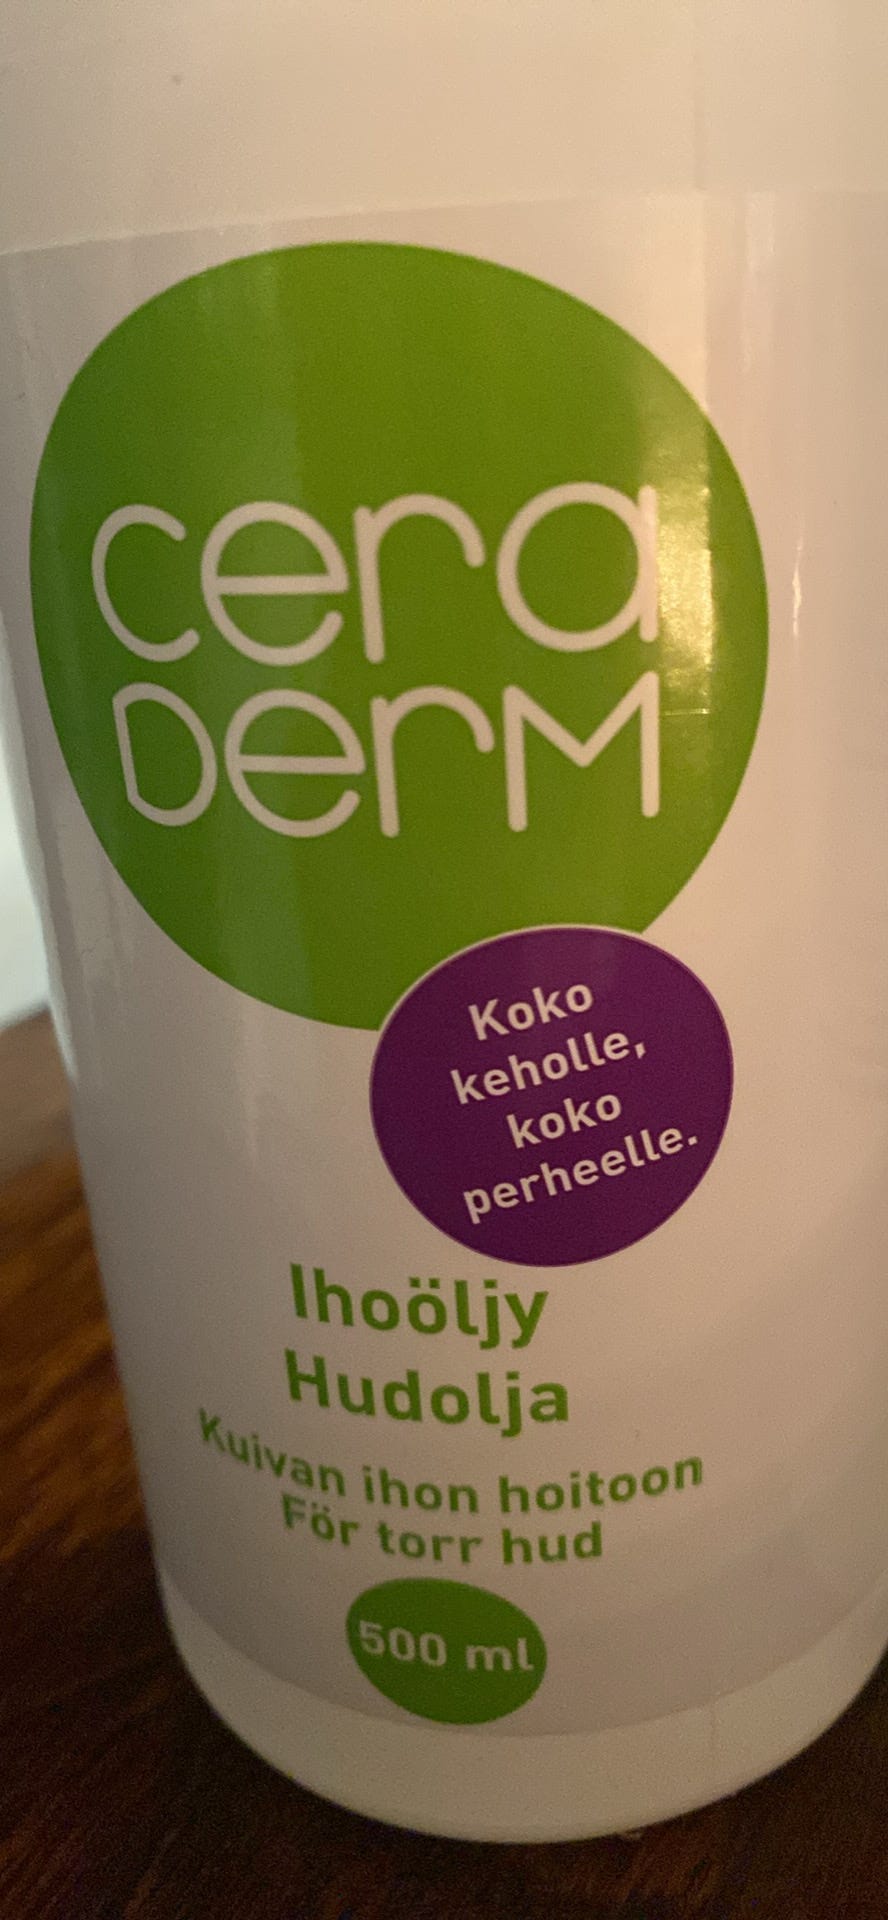 cera
DerM
Koko
keholle,
koko
perheelle.
Ihoöljy
Hudolja
Kuivan ihon hoitoon
För torr hud
500 ml